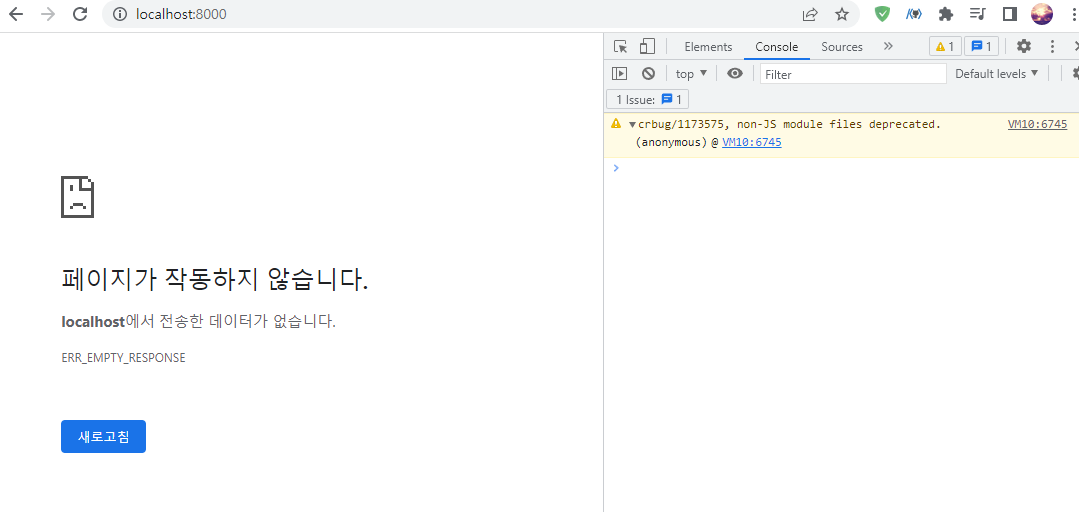 localhost:8000
Elements Console Sources » 1 1
top ▼ Filter Default levels ▼
1 Issue: 1
▼crbug/1173575, non-JS module files deprecated. VM10:6745
(anonymous) @ VM10:6745
페이지가 작동하지 않습니다.
localhost에서 전송한 데이터가 없습니다.
ERR_EMPTY_RESPONSE
새로고침